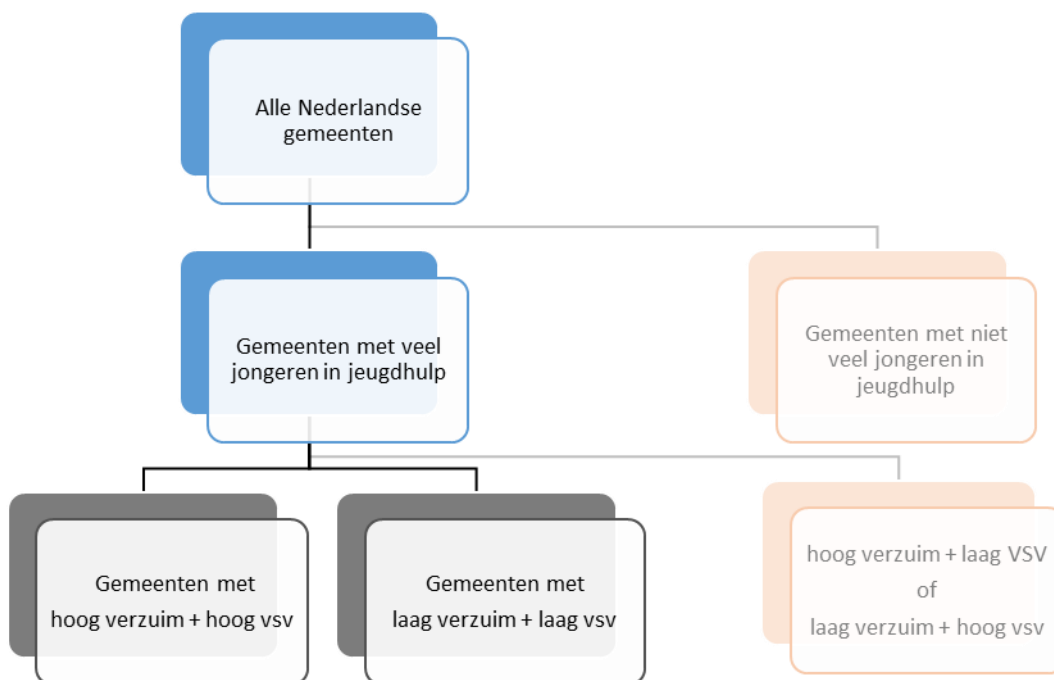 Alle Nederlandse
gemeenten
Gemeenten met veel
jongeren in jeugdhulp
Gemeenten met niet
veel jongeren in
jeugdhulp
Gemeenten met
hoog verzuim + hoog vsv
Gemeenten met
laag verzuim + laag vsv
hoog verzuim + laag VSV
of
laag verzuim + hoog vsv